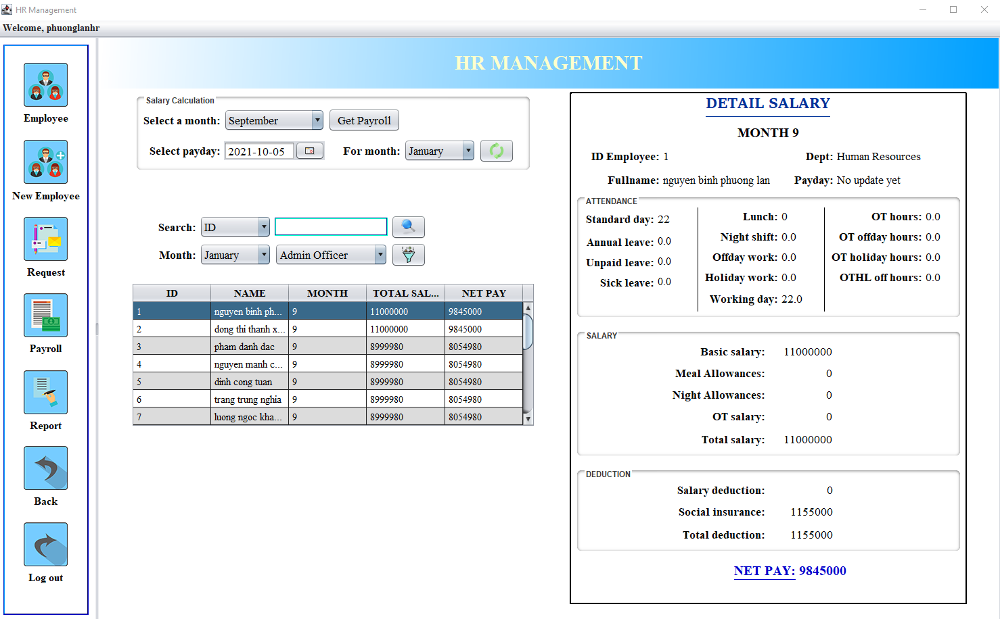 HR Management
Welcome, phuonglanhr
Employee
New Employee
Request
Payroll
Report
Back
Log out
HR MANAGEMENT
Salary Calculation
Select a month: September Get Payroll
Select payday: 2021-10-05 For month: January
Search: ID
Month: January Admin Officer
ID NAME MONTH TOTAL SAL... NET PAY
1 nguyen binh ph... 9 11000000 9845000
2 dong thi thanh x... 9 11000000 9845000
3 pham danh dac 9 8999980 8054980
4 nguyen manh c... 9 8999980 8054980
5 dinh cong tuan 9 8999980 8054980
6 trang trung nghia 9 8999980 8054980
7 luong ngoc kha... 9 8999980 8054980
DETAIL SALARY
MONTH 9
ID Employee: 1 Dept: Human Resources
Fullname: nguyen binh phuong lan Payday: No update yet
ATTENDANCE
Standard day: 22
Annual leave: 0.0
Unpaid leave: 0.0
Sick leave: 0.0
Lunch: 0
Night shift: 0.0
Offday work: 0.0
Holiday work: 0.0
Working day: 22.0
OT hours: 0.0
OT offday hours: 0.0
OT holiday hours: 0.0
OTHL off hours: 0.0
SALARY
Basic salary: 11000000
Meal Allowances: 0
Night Allowances: 0
OT salary: 0
Total salary: 11000000
DEDUCTION
Salary deduction: 0
Social insurance: 1155000
Total deduction: 1155000
NET PAY: 9845000